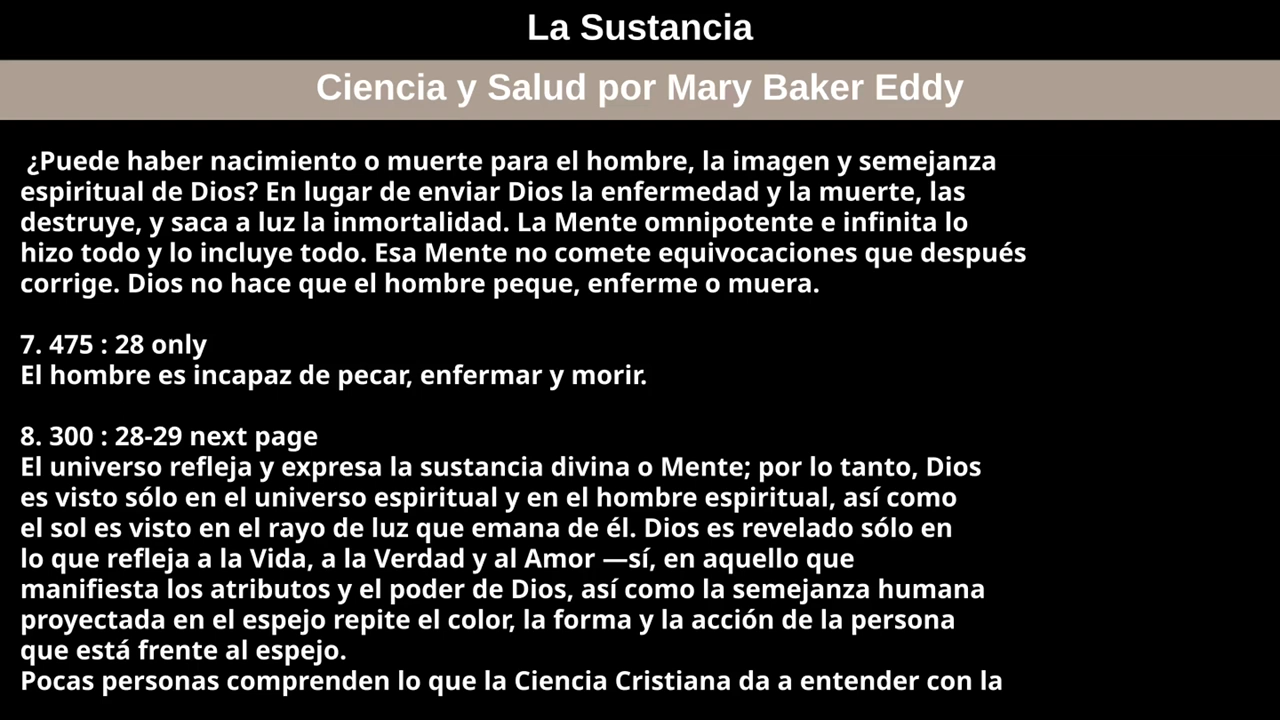 La Sustancia
Ciencia y Salud por Mary Baker Eddy
¿Puede haber nacimiento o muerte para el hombre, la imagen y semejanza
espiritual de Dios? En lugar de enviar Dios la enfermedad y la muerte, las
destruye, y saca a luz la inmortalidad. La Mente omnipotente e infinita lo
hizo todo y lo incluye todo. Esa Mente no comete equivocaciones que después
corrige. Dios no hace que el hombre peque, enferme o muera.
7. 475 : 28 only
El hombre es incapaz de pecar, enfermar y morir.
8. 300 : 28-29 next page
El universo refleja y expresa la sustancia divina o Mente; por lo tanto, Dios
es visto sólo en el universo espiritual y en el hombre espiritual, así como
el sol es visto en el rayo de luz que emana de él. Dios es revelado sólo en
lo que refleja a la Vida, a la Verdad y al Amor —sí, en aquello que
manifiesta los atributos y el poder de Dios, así como la semejanza humana
proyectada en el espejo repite el color, la forma y la acción de la persona
que está frente al espejo.
Pocas personas comprenden lo que la Ciencia Cristiana da a entender con la